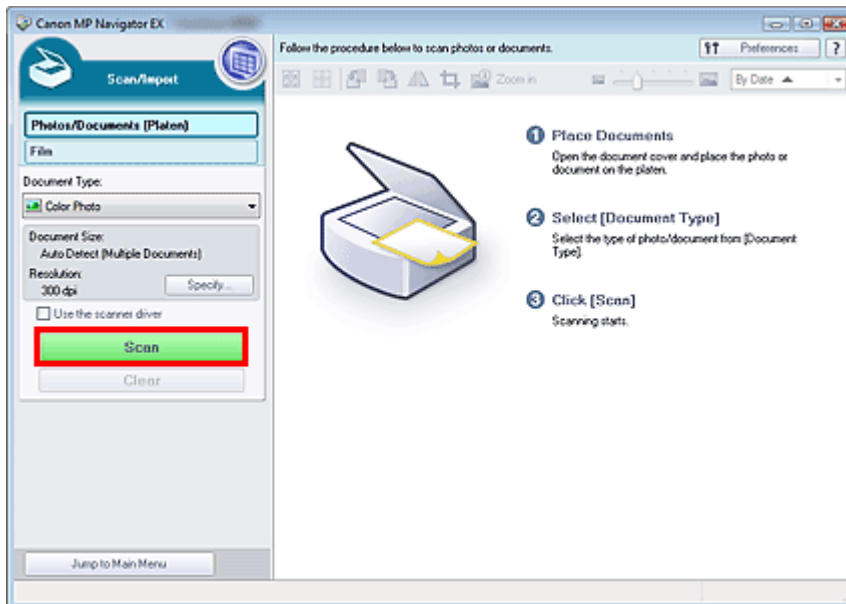 Canon MP Navigator EX
Scan/Import
Photos/Documents (Platen)
Film
Document Type:
Color Photo
Document Size:
Auto Detect (Multiple Documents)
Resolution:
300 dpi
Specify...
Use the scanner driver
Scan
Clear
Jump to Main Menu
Follow the procedure below to scan photos or documents.
Preferences
?
Zoom in
By Date
1 Place Documents
Open the document cover and place the photo or
document on the platen.
2 Select [Document Type]
Select the type of photo/document from [Document
Type].
3 Click [Scan]
Scanning starts.